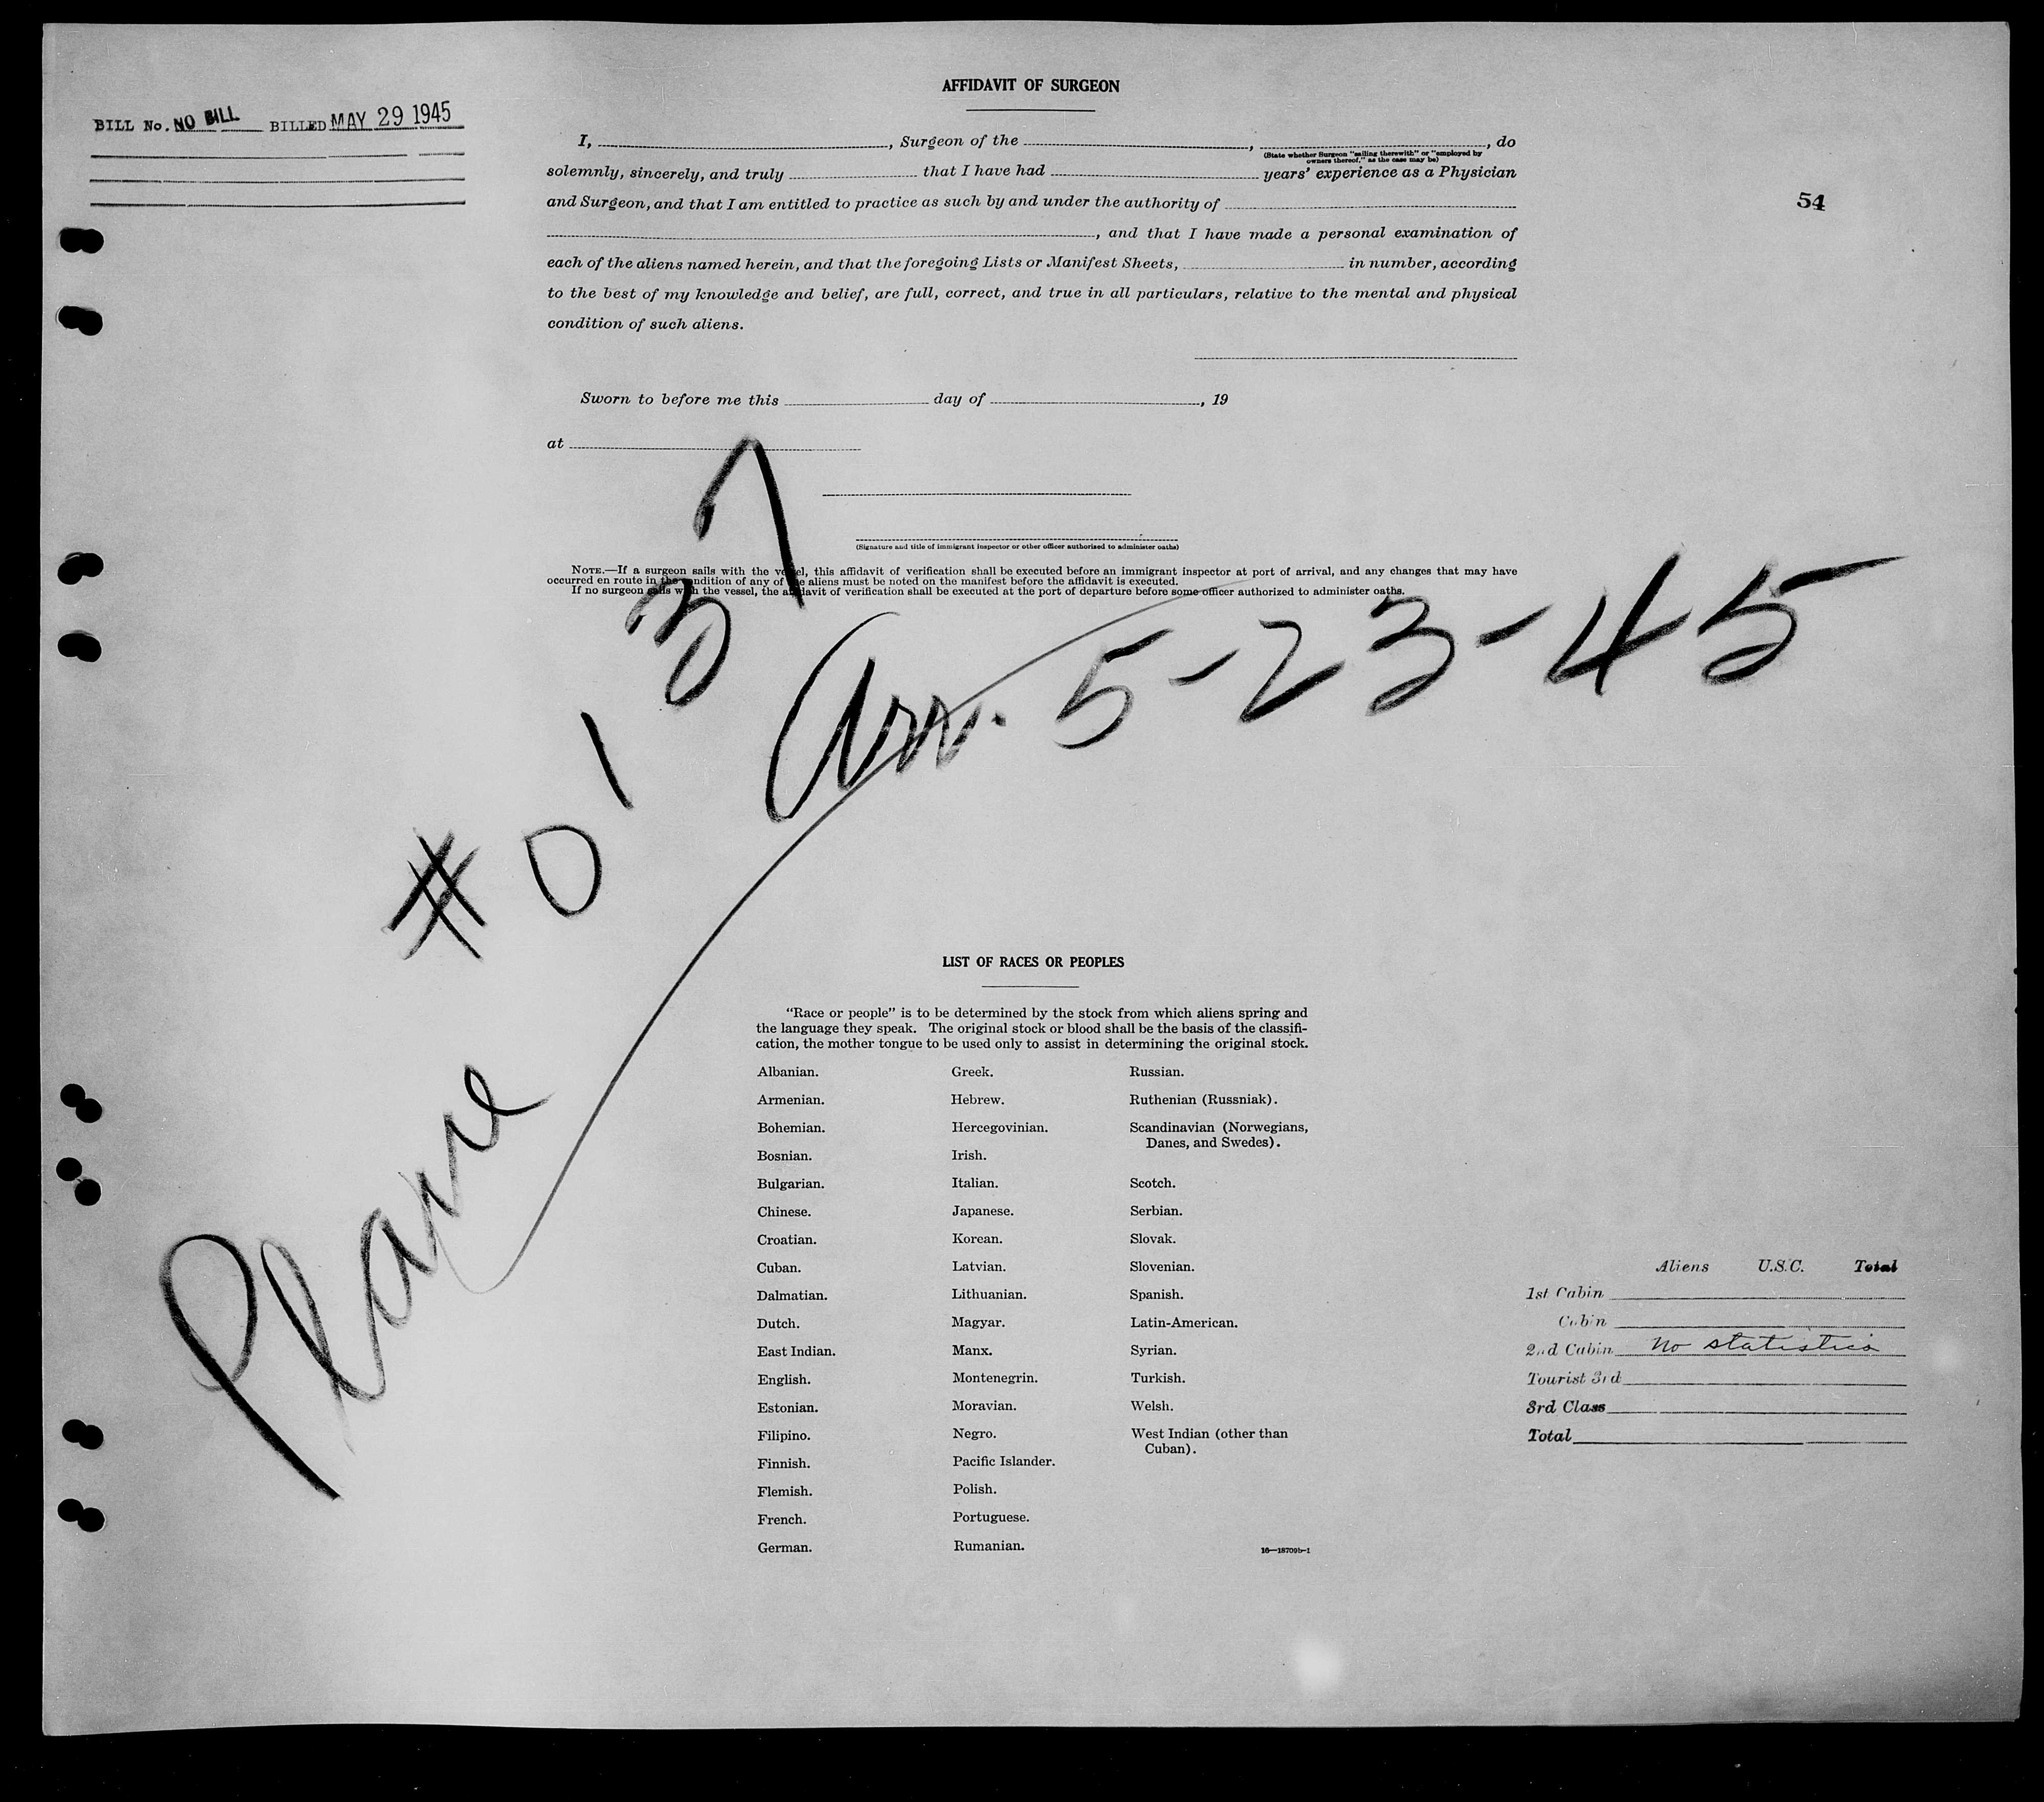 BILL No. NO BILL BILLED MAY 29 1945
54
AFFIDAVIT OF SURGEON
I, , Surgeon of the , , do
(State whether Surgeon "sailing therewith" or "employed by
owners thereof," as the case may be)
solemnly, sincerely, and truly that I have had years' experience as a Physician
and Surgeon, and that I am entitled to practice as such by and under the authority of
, and that I have made a personal examination of
each of the aliens named herein, and that the foregoing Lists or Manifest Sheets, in number, according
to the best of my knowledge and belief, are full, correct, and true in all particulars, relative to the mental and physical
condition of such aliens.
Sworn to before me this day of , 19
at
(Signature and title of immigrant inspector or other officer authorized to administer oaths)
NOTE.—If a surgeon sails with the vessel, this affidavit of verification shall be executed before an immigrant inspector at port of arrival, and any changes that may have
occurred en route in the condition of any of the aliens must be noted on the manifest before the affidavit is executed.
If no surgeon sails with the vessel, the affidavit of verification shall be executed at the port of departure before some officer authorized to administer oaths.
Plane #0137
Arr. 5-23-45
LIST OF RACES OR PEOPLES
"Race or people" is to be determined by the stock from which aliens spring and
the language they speak. The original stock or blood shall be the basis of the classifi-
cation, the mother tongue to be used only to assist in determining the original stock.
Albanian.
Armenian.
Bohemian.
Bosnian.
Bulgarian.
Chinese.
Croatian.
Cuban.
Dalmatian.
Dutch.
East Indian.
English.
Estonian.
Filipino.
Finnish.
Flemish.
French.
German.
Greek.
Hebrew.
Hercegovinian.
Irish.
Italian.
Japanese.
Korean.
Latvian.
Lithuanian.
Magyar.
Manx.
Montenegrin.
Moravian.
Negro.
Pacific Islander.
Polish.
Portuguese.
Rumanian.
Russian.
Ruthenian (Russniak).
Scandinavian (Norwegians,
Danes, and Swedes).
Scotch.
Serbian.
Slovak.
Slovenian.
Spanish.
Latin-American.
Syrian.
Turkish.
Welsh.
West Indian (other than
Cuban).
16—18709b-1
Aliens U.S.C. Total
1st Cabin
Cabin
2nd Cabin No statistics
Tourist 3rd
3rd Class
Total